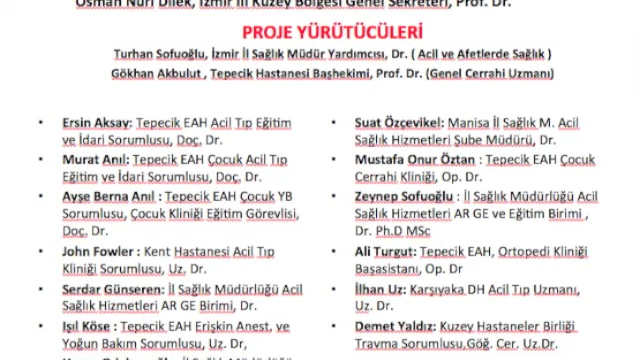 Osman Nuri Dilek, İzmir İli Kuzey Bölgesi Genel Sekreteri, Prof. Dr.
PROJE YÜRÜTÜCÜLERİ
Turhan Sofuoğlu, İzmir İl Sağlık Müdür Yardımcısı, Dr. ( Acil ve Afetlerde Sağlık )
Gökhan Akbulut , Tepecik Hastanesi Başhekimi, Prof. Dr. (Genel Cerrahi Uzmanı)
• Ersin Aksay: Tepecik EAH Acil Tıp Eğitim
ve İdari Sorumlusu, Doç, Dr.
• Murat Anıl: Tepecik EAH Çocuk Acil Tıp
Eğitim ve İdari Sorumlusu, Doç, Dr.
• Ayşe Berna Anıl : Tepecik EAH Çocuk YB
Sorumlusu, Çocuk Kliniği Eğitim Görevlisi,
Doç. Dr.
• John Fowler : Kent Hastanesi Acil Tıp
Kliniği Sorumlusu, Uz. Dr.
• Serdar Günseren: İl Sağlık Müdürlüğü Acil
Sağlık Hizmetleri AR GE Birimi, Dr.
• Işıl Köse : Tepecik EAH Erişkin Anest, ve
Yoğun Bakım Sorumlusu, Uz. Dr,
• Suat Özçevikel: Manisa İl Sağlık M. Acil
Sağlık Hizmetleri Şube Müdürü, Dr.
• Mustafa Onur Öztan : Tepecik EAH Çocuk
Cerrahi Kliniği, Op. Dr.
• Zeynep Sofuoğlu : İl Sağlık Müdürlüğü Acil
Sağlık Hizmetleri AR GE ve Eğitim Birimi ,
Dr. Ph.D MSc
• Ali Turgut: Tepecik EAH, Ortopedi Kliniği
Başasistanı, Op. Dr
• İlhan Uz: Karşıyaka DH Acil Tıp Uzmanı,
Uz. Dr.
• Demet Yaldız: Kuzey Hastaneler Birliği
Travma Sorumlusu,Göğ. Cer. Uz.Dr.